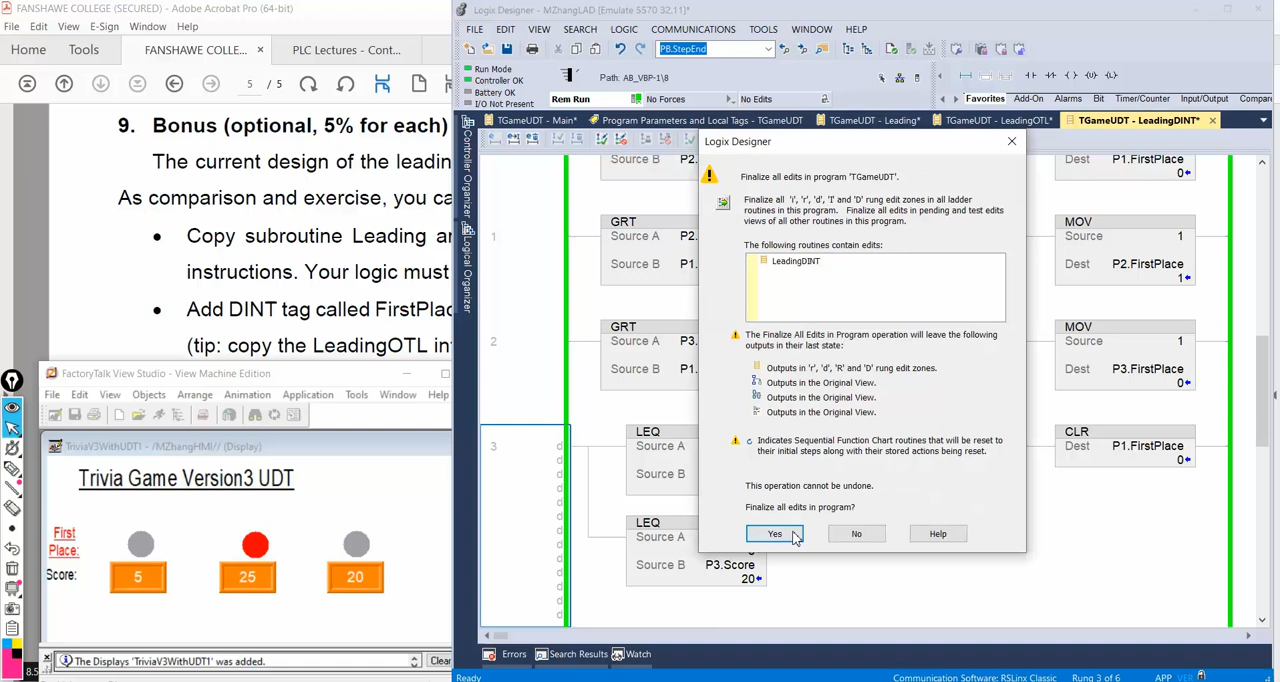 FANSHAWE COLLEGE (SECURED) - Adobe Acrobat Pro (64-bit)
File Edit View E-Sign Window Help
Home Tools FANSHAWE COLLE... × PLC Lectures - Cont...
5 / 5
9. Bonus (optional, 5% for each)
The current design of the leading
As comparison and exercise, you ca
• Copy subroutine Leading an
instructions. Your logic must
• Add DINT tag called FirstPlac
(tip: copy the LeadingOTL int
FactoryTalk View Studio - View Machine Edition
File Edit View Objects Arrange Animation Application Tools Window Help
TriviaV3WithUDT1 - /MZhangHMI// (Display)
Trivia Game Version3 UDT
First
Place:
Score: 5 25 20
The Displays 'TriviaV3WithUDT1' was added.
Clear
8.5
Logix Designer - MZhangLAD [Emulate 5570 32.11]*
FILE EDIT VIEW SEARCH LOGIC COMMUNICATIONS TOOLS WINDOW HELP
PB.StepEnd
Run Mode
Controller OK
Battery OK
I/O Not Present
Path: AB_VBP-1\8
Rem Run No Forces No Edits
Favorites Add-On Alarms Bit Timer/Counter Input/Output Compare
TGameUDT - Main* Program Parameters and Local Tags - TGameUDT TGameUDT - Leading* TGameUDT - LeadingOTL* TGameUDT - LeadingDINT* ×
Controller Organizer
Logical Organizer
Source B P2.
Dest P1.FirstPlace
0
1
GRT
Source A P2.
Source B P1.
MOV
Source 1
Dest P2.FirstPlace
1
2
GRT
Source A P3.
Source B P1.
MOV
Source 1
Dest P3.FirstPlace
0
3
LEQ
Source A
Source B
CLR
Dest P1.FirstPlace
0
LEQ
Source A
Source B P3.Score
20
d
d
d
d
d
d
d
d
d
d
d
d
d
Logix Designer
Finalize all edits in program 'TGameUDT'.
Finalize all 'i', 'r', 'd', 'I' and 'D' rung edit zones in all ladder
routines in this program. Finalize all edits in pending and test edits
views of all other routines in this program.
The following routines contain edits:
LeadingDINT
The Finalize All Edits in Program operation will leave the following
outputs in their last state:
Outputs in 'r', 'd', 'R' and 'D' rung edit zones.
Outputs in the Original View.
Outputs in the Original View.
Outputs in the Original View.
Indicates Sequential Function Chart routines that will be reset to
their initial steps along with their stored actions being reset.
This operation cannot be undone.
Finalize all edits in program?
Yes No Help
Errors Search Results Watch
Ready
Communication Software: RSLinx Classic Rung 3 of 6 APP VER